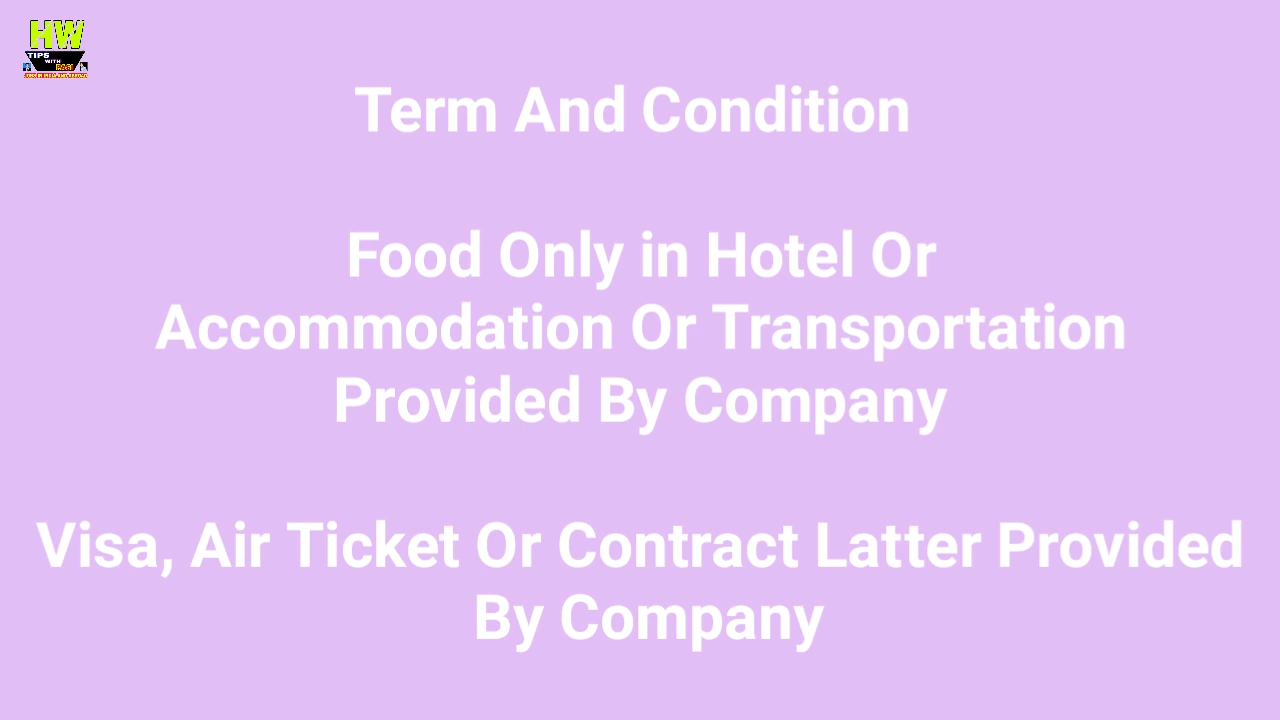 HW
TIPS
WITH
Term And Condition
Food Only in Hotel Or
Accommodation Or Transportation
Provided By Company
Visa, Air Ticket Or Contract Latter Provided
By Company